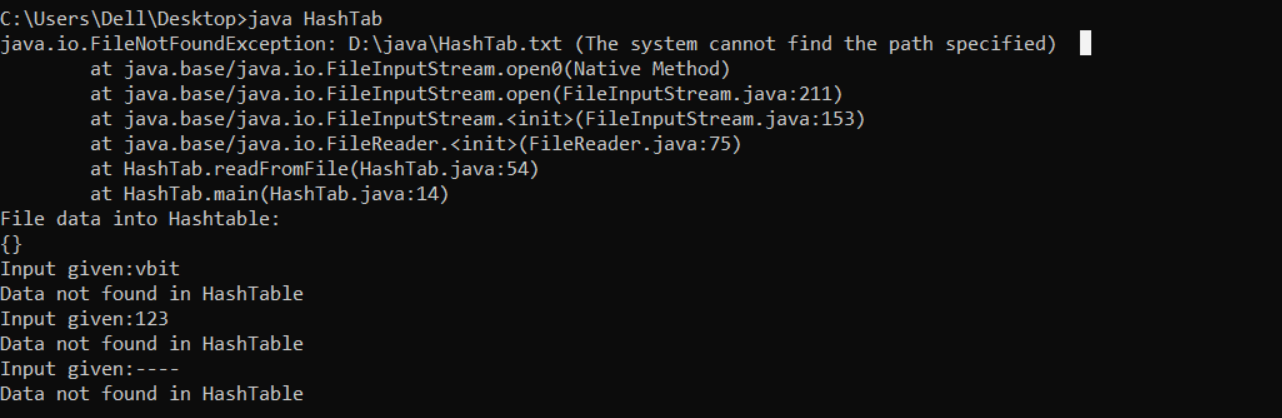 C:\Users\Dell\Desktop>java HashTab
java.io.FileNotFoundException: D:\java\HashTab.txt (The system cannot find the path specified)
        at java.base/java.io.FileInputStream.open0(Native Method)
        at java.base/java.io.FileInputStream.open(FileInputStream.java:211)
        at java.base/java.io.FileInputStream.<init>(FileInputStream.java:153)
        at java.base/java.io.FileReader.<init>(FileReader.java:75)
        at HashTab.readFromFile(HashTab.java:54)
        at HashTab.main(HashTab.java:14)
File data into Hashtable:
{}
Input given:vbit
Data not found in HashTable
Input given:123
Data not found in HashTable
Input given:----
Data not found in HashTable